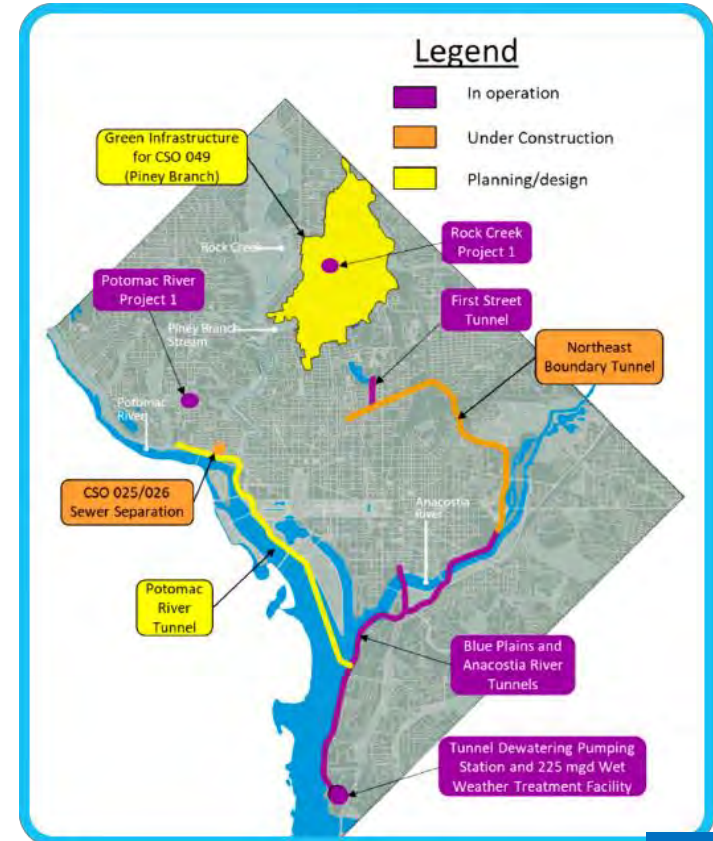 Legend
In operation
Under Construction
Planning/design
Green Infrastructure
for CSO 049
(Piney Branch)
Rock Creek
Rock Creek
Project 1
Potomac River
Project 1
First Street
Tunnel
Piney Branch
Stream
Northeast
Boundary Tunnel
Potomac
River
CSO 025/026
Sewer Separation
Anacostia
River
Potomac
River
Tunnel
Blue Plains and
Anacostia River
Tunnels
Tunnel Dewatering Pumping
Station and 225 mgd Wet
Weather Treatment Facility